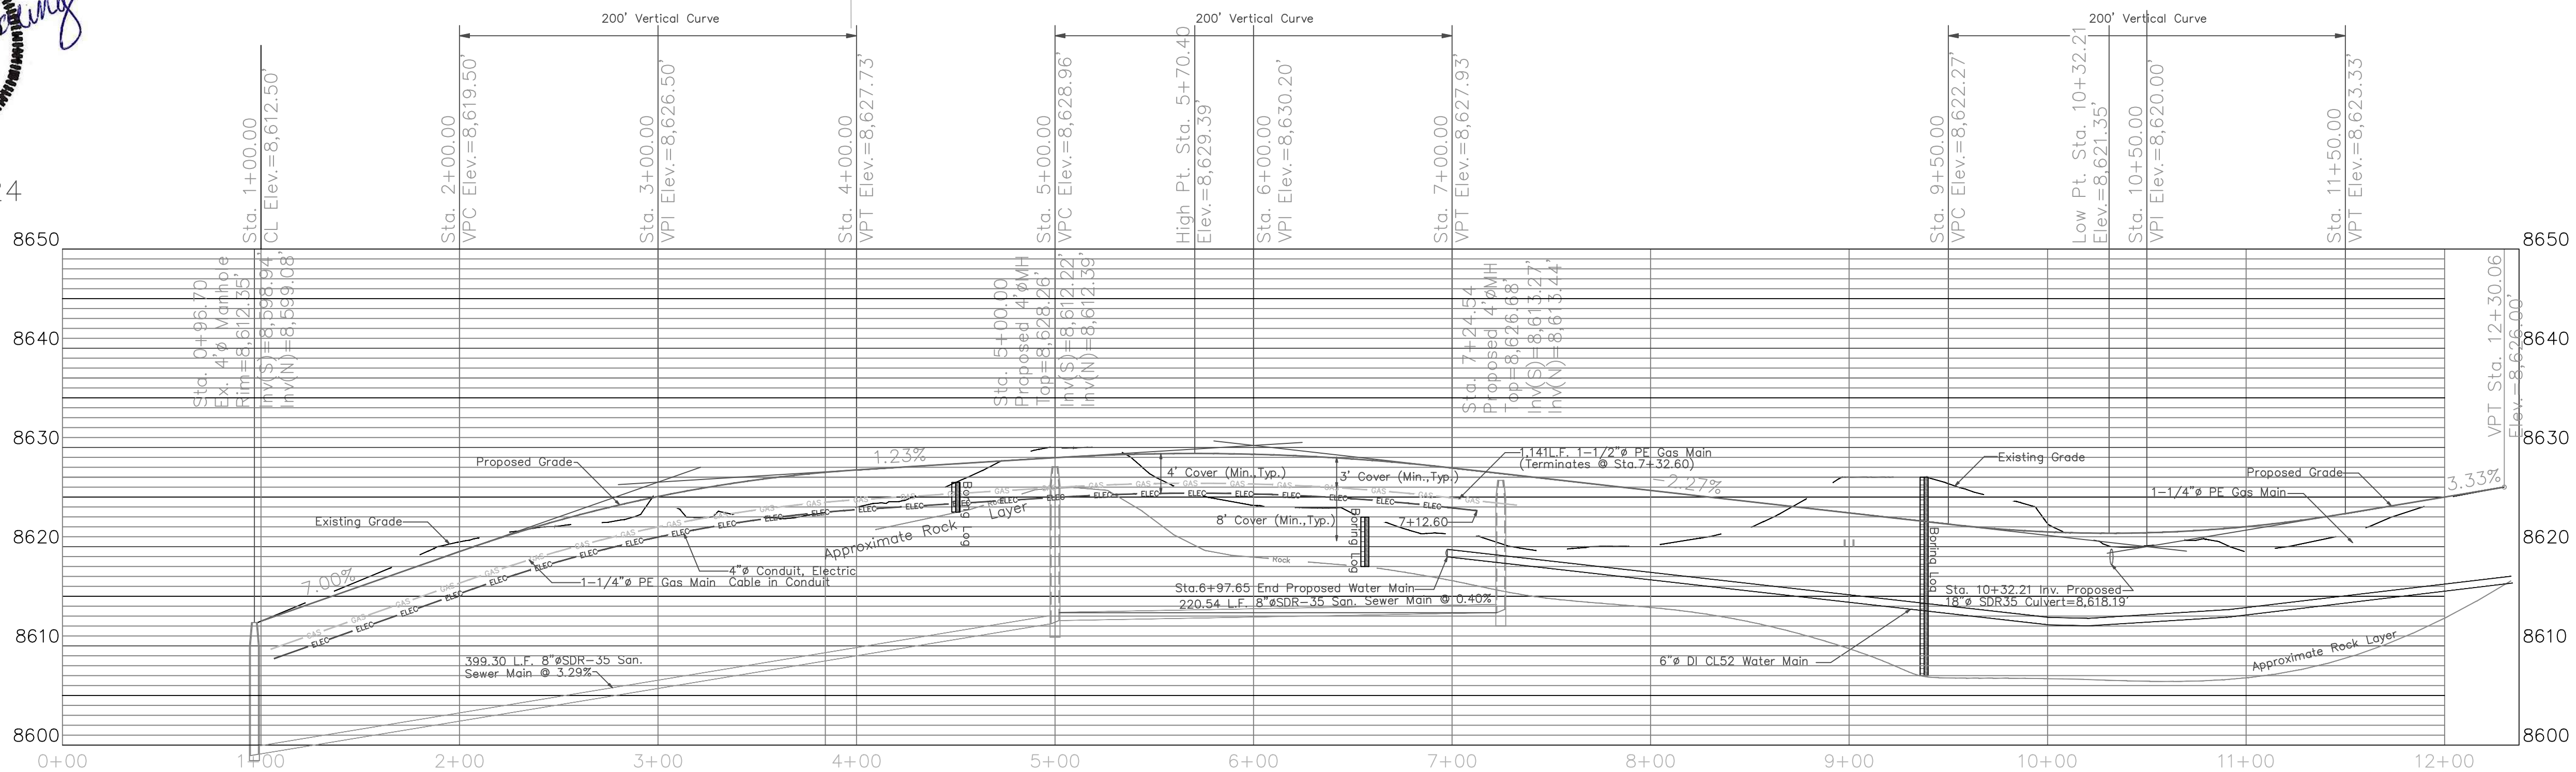 200' Vertical Curve
200' Vertical Curve
200' Vertical Curve
24
Sta. 1+00.00
CL Elev.=8,612.50'
Sta. 2+00.00
VPC Elev.=8,619.50'
Sta. 3+00.00
VPI Elev.=8,626.50'
Sta. 4+00.00
VPT Elev.=8,627.73'
Sta. 5+00.00
VPC Elev.=8,628.96'
High Pt. Sta. 5+70.40
Elev.=8,629.39'
Sta. 6+00.00
VPI Elev.=8,630.20'
Sta. 7+00.00
VPT Elev.=8,627.93'
Sta. 9+50.00
VPC Elev.=8,622.27'
Low Pt. Sta. 10+32.21
Elev.=8,621.35'
Sta. 10+50.00
VPI Elev.=8,620.00'
Sta. 11+50.00
VPT Elev.=8,623.33'
8650
8650
Sta. 0+96.70
Ex. 4'ø Manhole
Rim=8,612.35'
Inv(S)=8,598.94'
Inv(N)=8,599.08'
Sta. 5+00.00
Proposed 4'øMH
Top=8,628.26'
Inv(S)=8,612.22'
Inv(N)=8,612.39'
Sta. 7+24.54
Proposed 4'øMH
Top=8,626.68'
Inv(S)=8,613.27'
Inv(N)=8,613.44'
VPT Sta. 12+30.06
Elev.=8,626.00'
8640
8640
8630
8630
Proposed Grade
1.23%
4' Cover (Min.,Typ.)
3' Cover (Min.,Typ.)
1,141L.F. 1-1/2"ø PE Gas Main
(Terminates @ Sta.7+32.60)
-2.27%
Existing Grade
Proposed Grade
1-1/4"ø PE Gas Main
3.33%
Existing Grade
8620
8620
7.00%
GAS
ELEC
Boring Log
Approximate Rock Layer
8' Cover (Min.,Typ.)
Boring Log
7+12.60
Rock
4"ø Conduit, Electric
Cable in Conduit
1-1/4"ø PE Gas Main
Sta.6+97.65 End Proposed Water Main
220.54 L.F. 8"øSDR-35 San. Sewer Main @ 0.40%
Boring Log
Sta. 10+32.21 Inv. Proposed
18"ø SDR35 Culvert=8,618.19'
8610
8610
399.30 L.F. 8"øSDR-35 San.
Sewer Main @ 3.29%
6"ø DI CL52 Water Main
Approximate Rock Layer
8600
8600
0+00
1+00
2+00
3+00
4+00
5+00
6+00
7+00
8+00
9+00
10+00
11+00
12+00